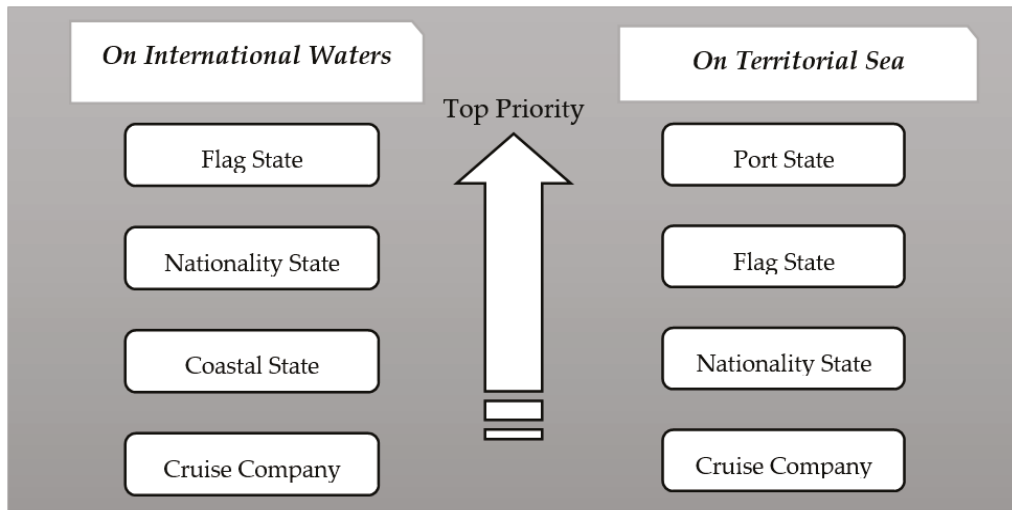 On International Waters
On Territorial Sea
Top Priority
Flag State
Port State
Nationality State
Flag State
Coastal State
Nationality State
Cruise Company
Cruise Company